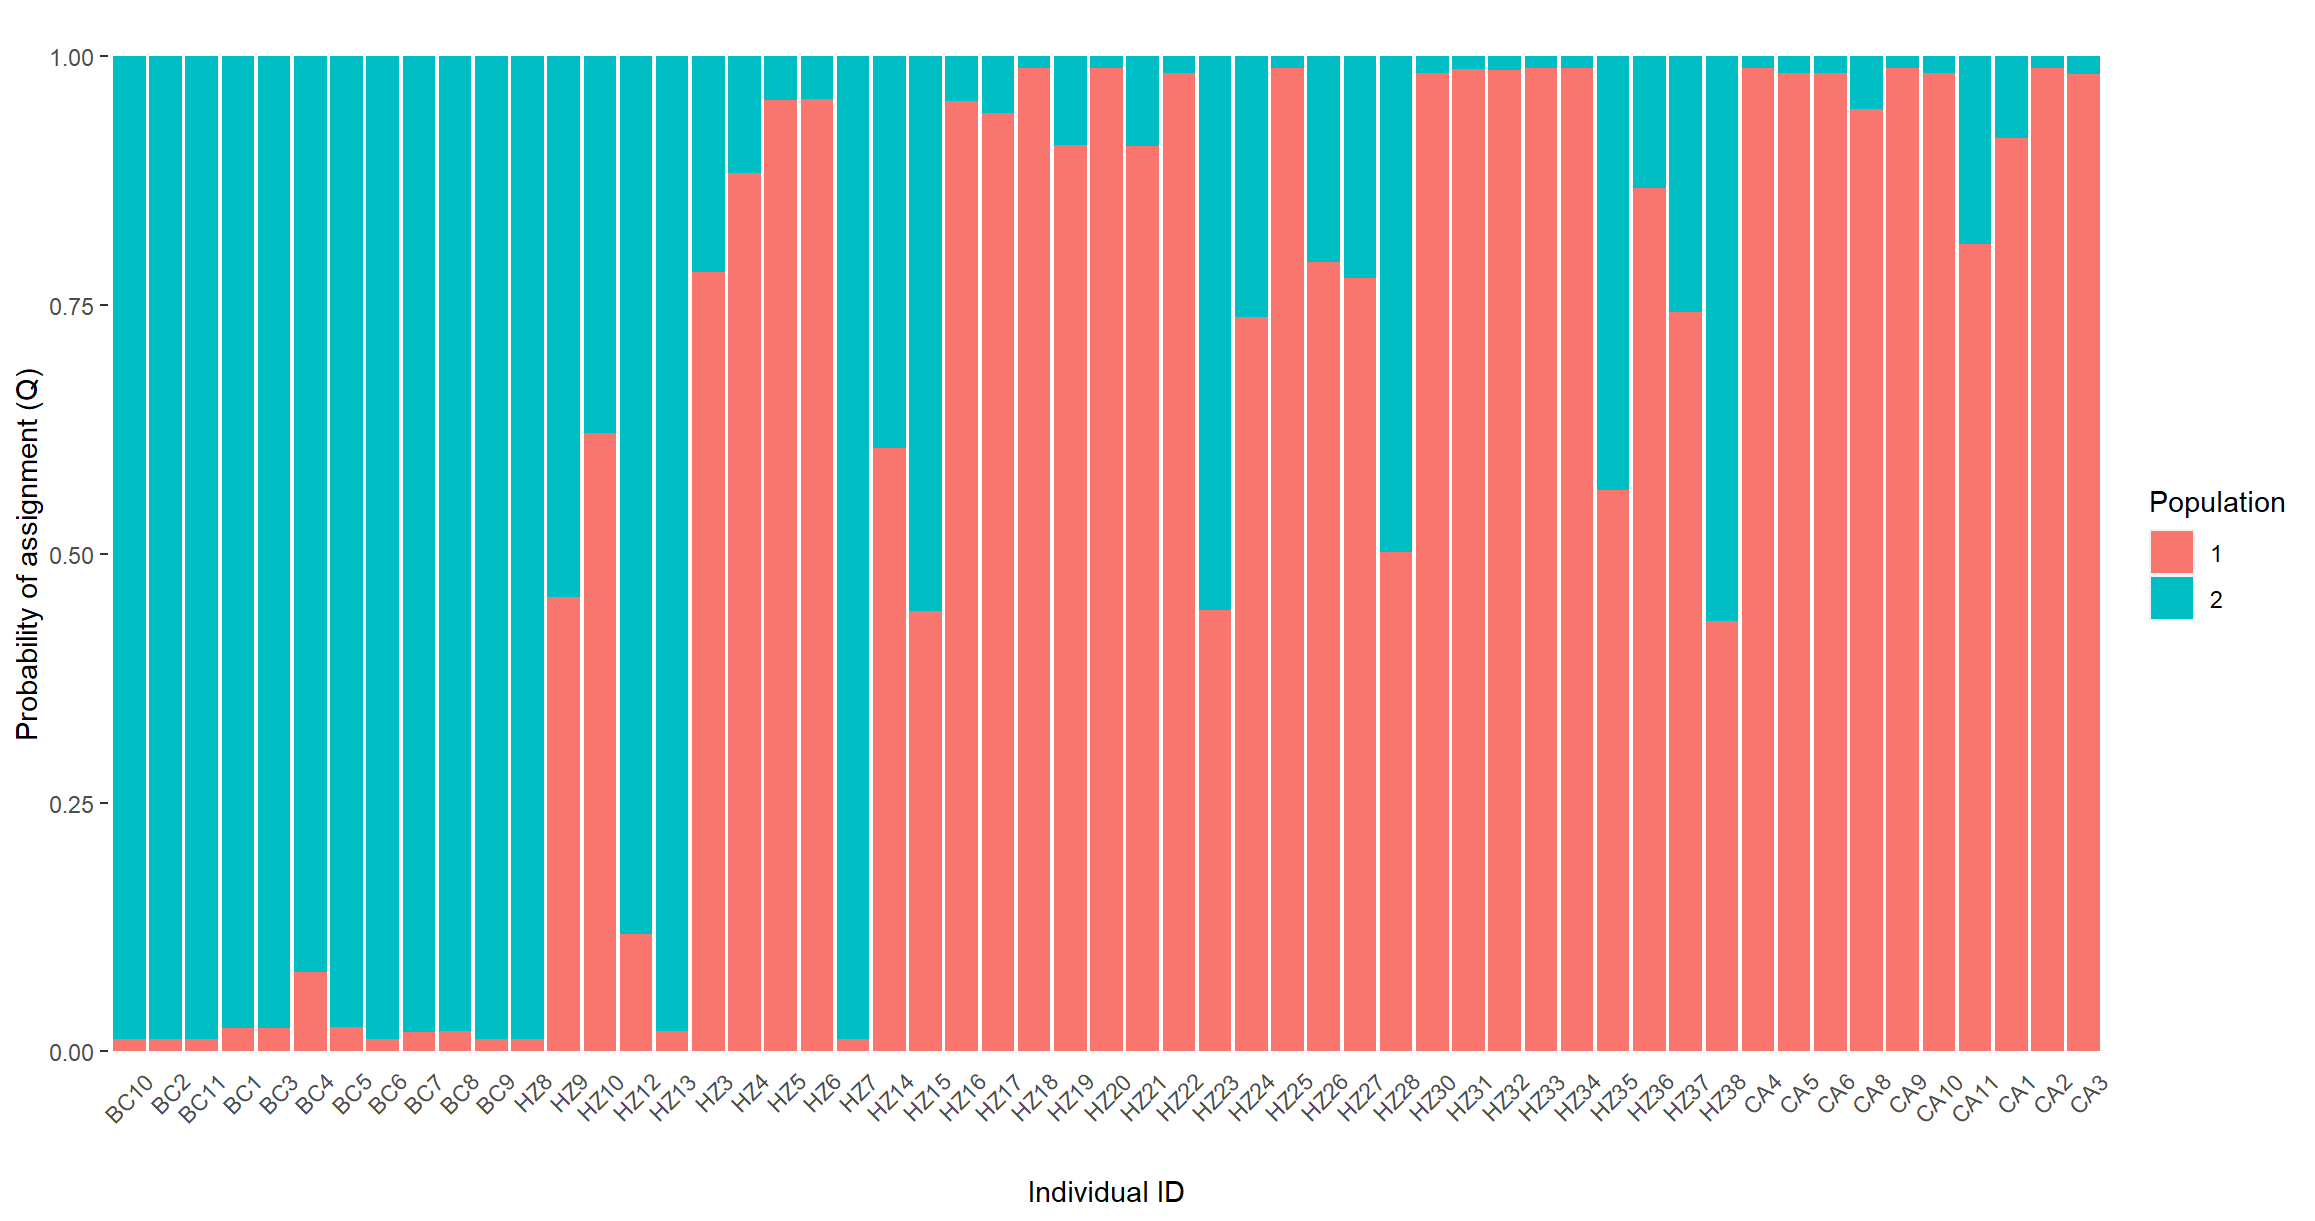 1.00
0.75
0.50
0.25
0.00
Probability of assignment (Q)
BC10 BC2 BC11 BC1 BC3 BC4 BC5 BC6 BC7 BC8 BC9 HZ8 HZ9 HZ10 HZ12 HZ13 HZ3 HZ4 HZ5 HZ6 HZ7 HZ14 HZ15 HZ16 HZ17 HZ18 HZ19 HZ20 HZ21 HZ22 HZ23 HZ24 HZ25 HZ26 HZ27 HZ28 HZ30 HZ31 HZ32 HZ33 HZ34 HZ35 HZ36 HZ37 HZ38 CA4 CA5 CA6 CA8 CA9 CA10 CA11 CA1 CA2 CA3
Individual ID
Population
1
2